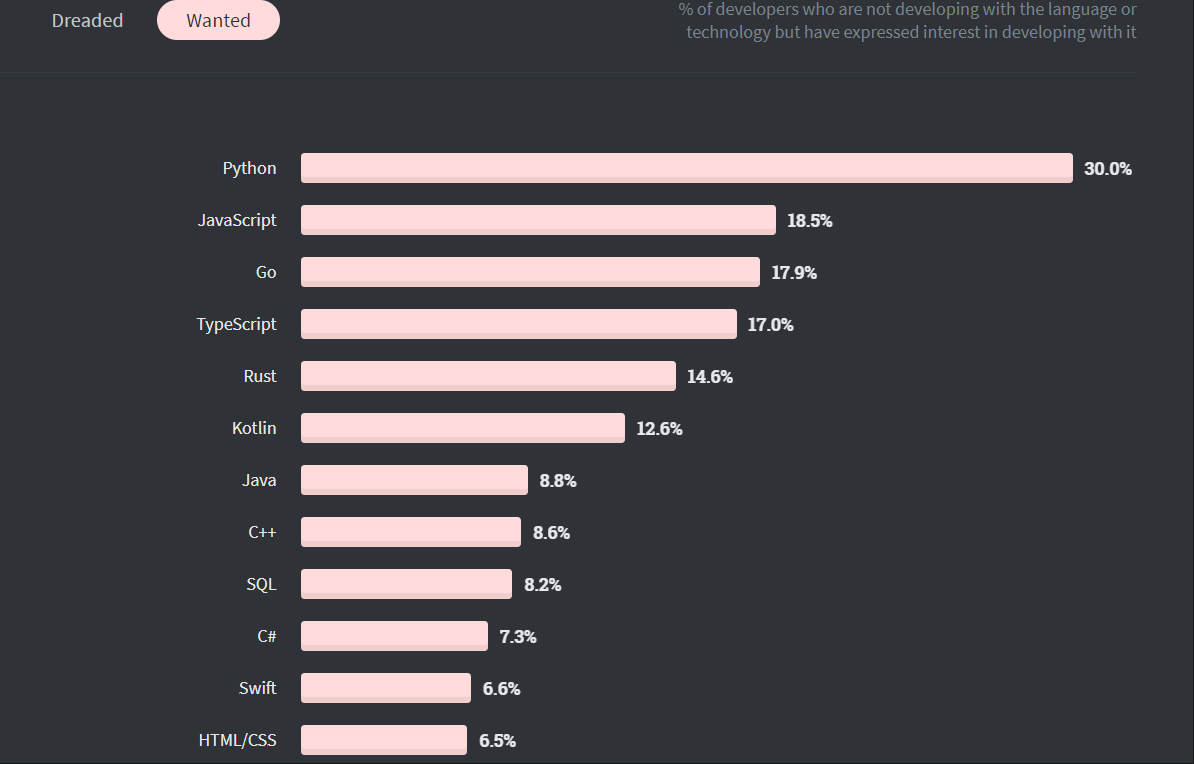 Dreaded Wanted
% of developers who are not developing with the language or
technology but have expressed interest in developing with it
Python 30.0%
JavaScript 18.5%
Go 17.9%
TypeScript 17.0%
Rust 14.6%
Kotlin 12.6%
Java 8.8%
C++ 8.6%
SQL 8.2%
C# 7.3%
Swift 6.6%
HTML/CSS 6.5%